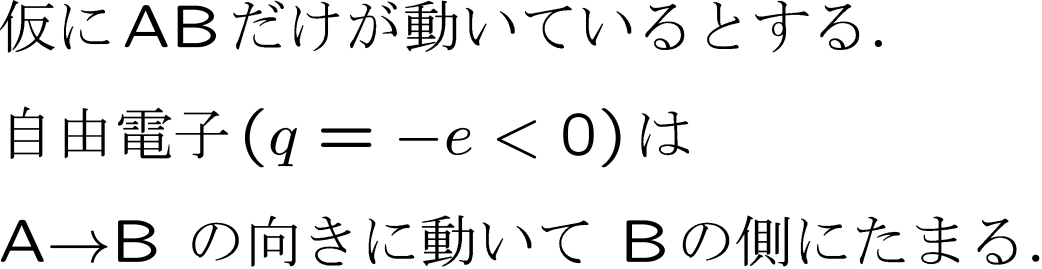 仮にABだけが動いているとする.
自由電子(q = −e < 0)は
A→B の向きに動いて Bの側にたまる.